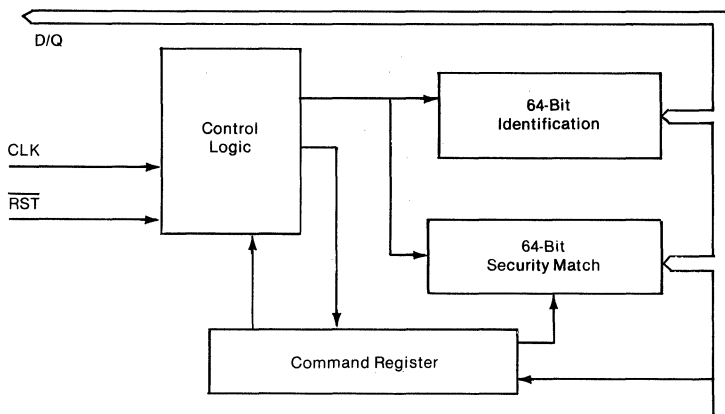 D/Q
Control
Logic
64-Bit
Identification
CLK
RST
64-Bit
Security Match
Command Register